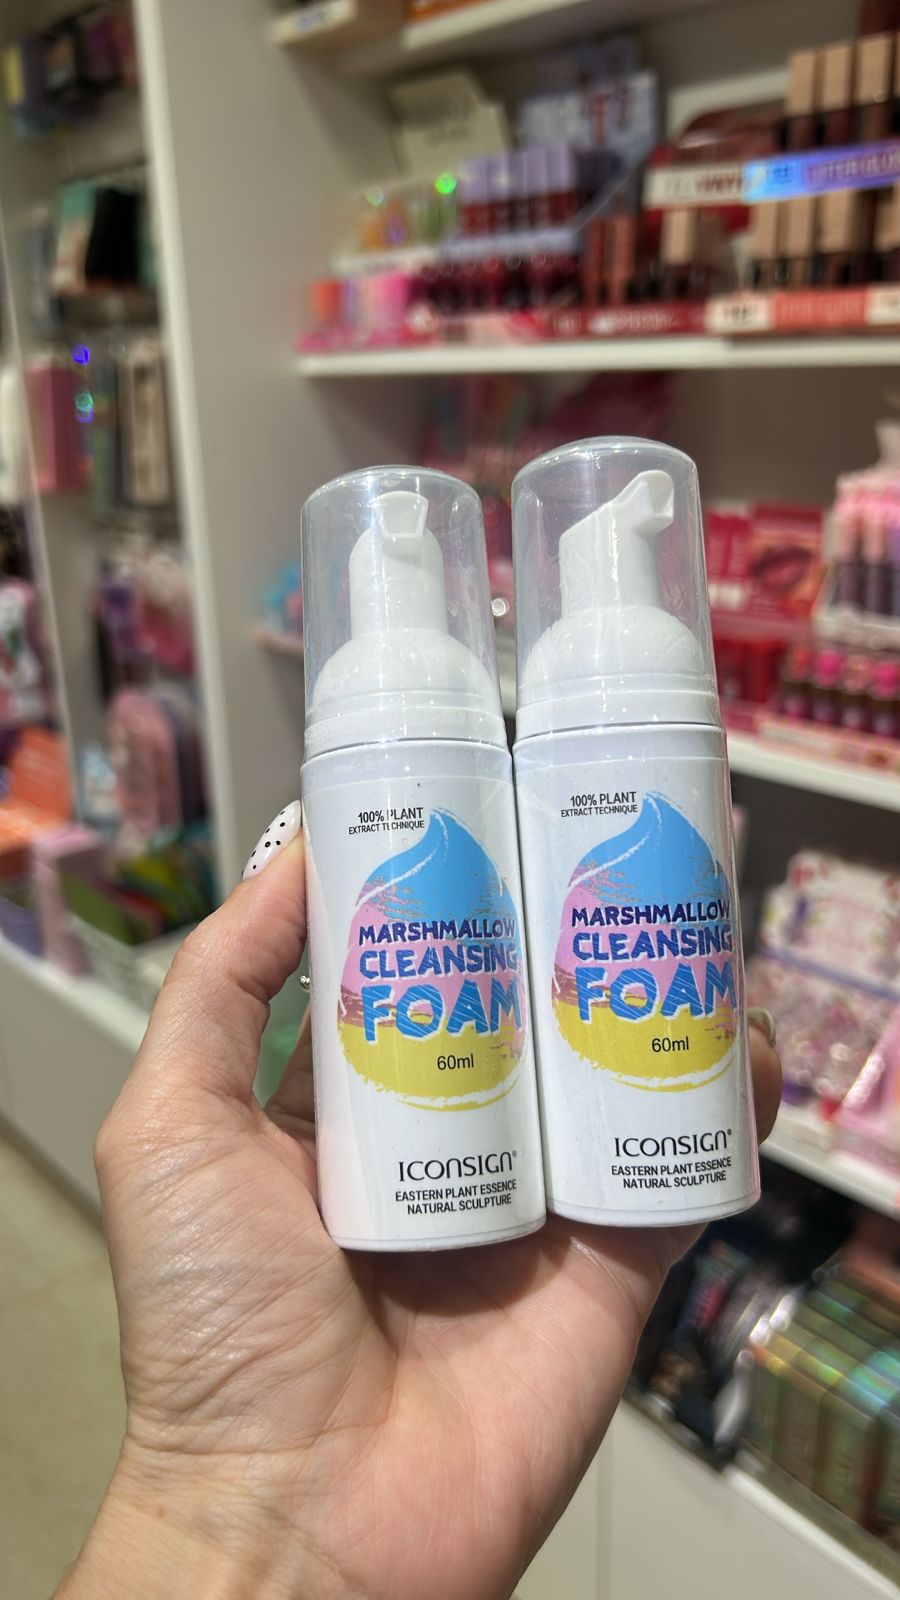 100% PLANT
EXTRACT TECHNIQUE
MARSHMALLOW
CLEANSING
FOAM
60ml
ICONSIGN®
EASTERN PLANT ESSENCE
NATURAL SCULPTURE
100% PLANT
EXTRACT TECHNIQUE
MARSHMALLOW
CLEANSING
FOAM
60ml
ICONSIGN®
EASTERN PLANT ESSENCE
NATURAL SCULPTURE